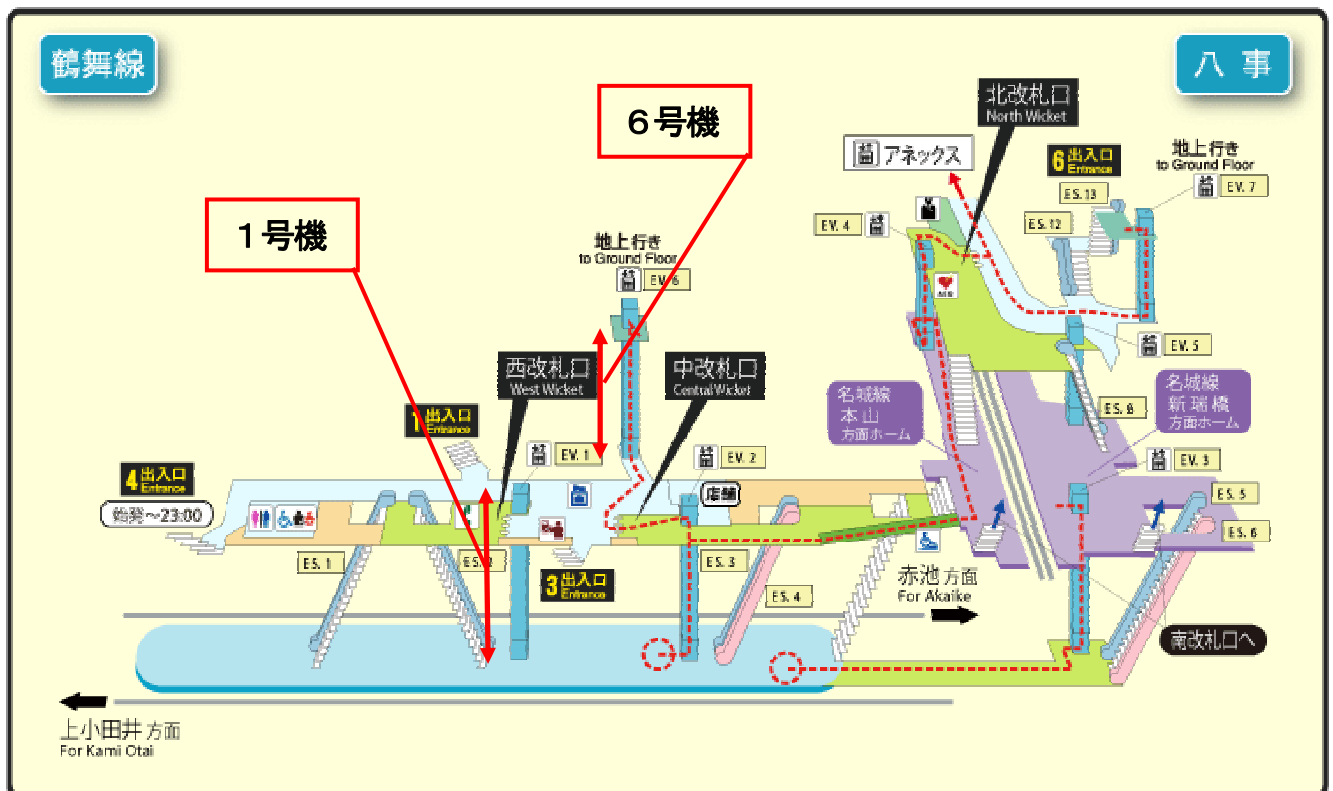 鶴舞線
八事
6号機
北改札口
North Wicket
アネックス
6 出入口
Entrance
地上行き
to Ground Floor
EV. 7
ES. 13
ES. 12
EV. 4
1号機
地上行き
to Ground Floor
EV. 6
EV. 5
西改札口
West Wicket
中改札口
Central Wicket
名城線
本山
方面ホーム
名城線
新瑞橋
方面ホーム
ES. 8
1 出入口
Entrance
EV. 1
EV. 2
EV. 3
4 出入口
Entrance
始発～23:00
店舗
ES. 5
ES. 6
ES. 1
ES. 2
ES. 3
3 出入口
Entrance
ES. 4
赤池方面
For Akaike
南改札口へ
上小田井方面
For Kami Otai